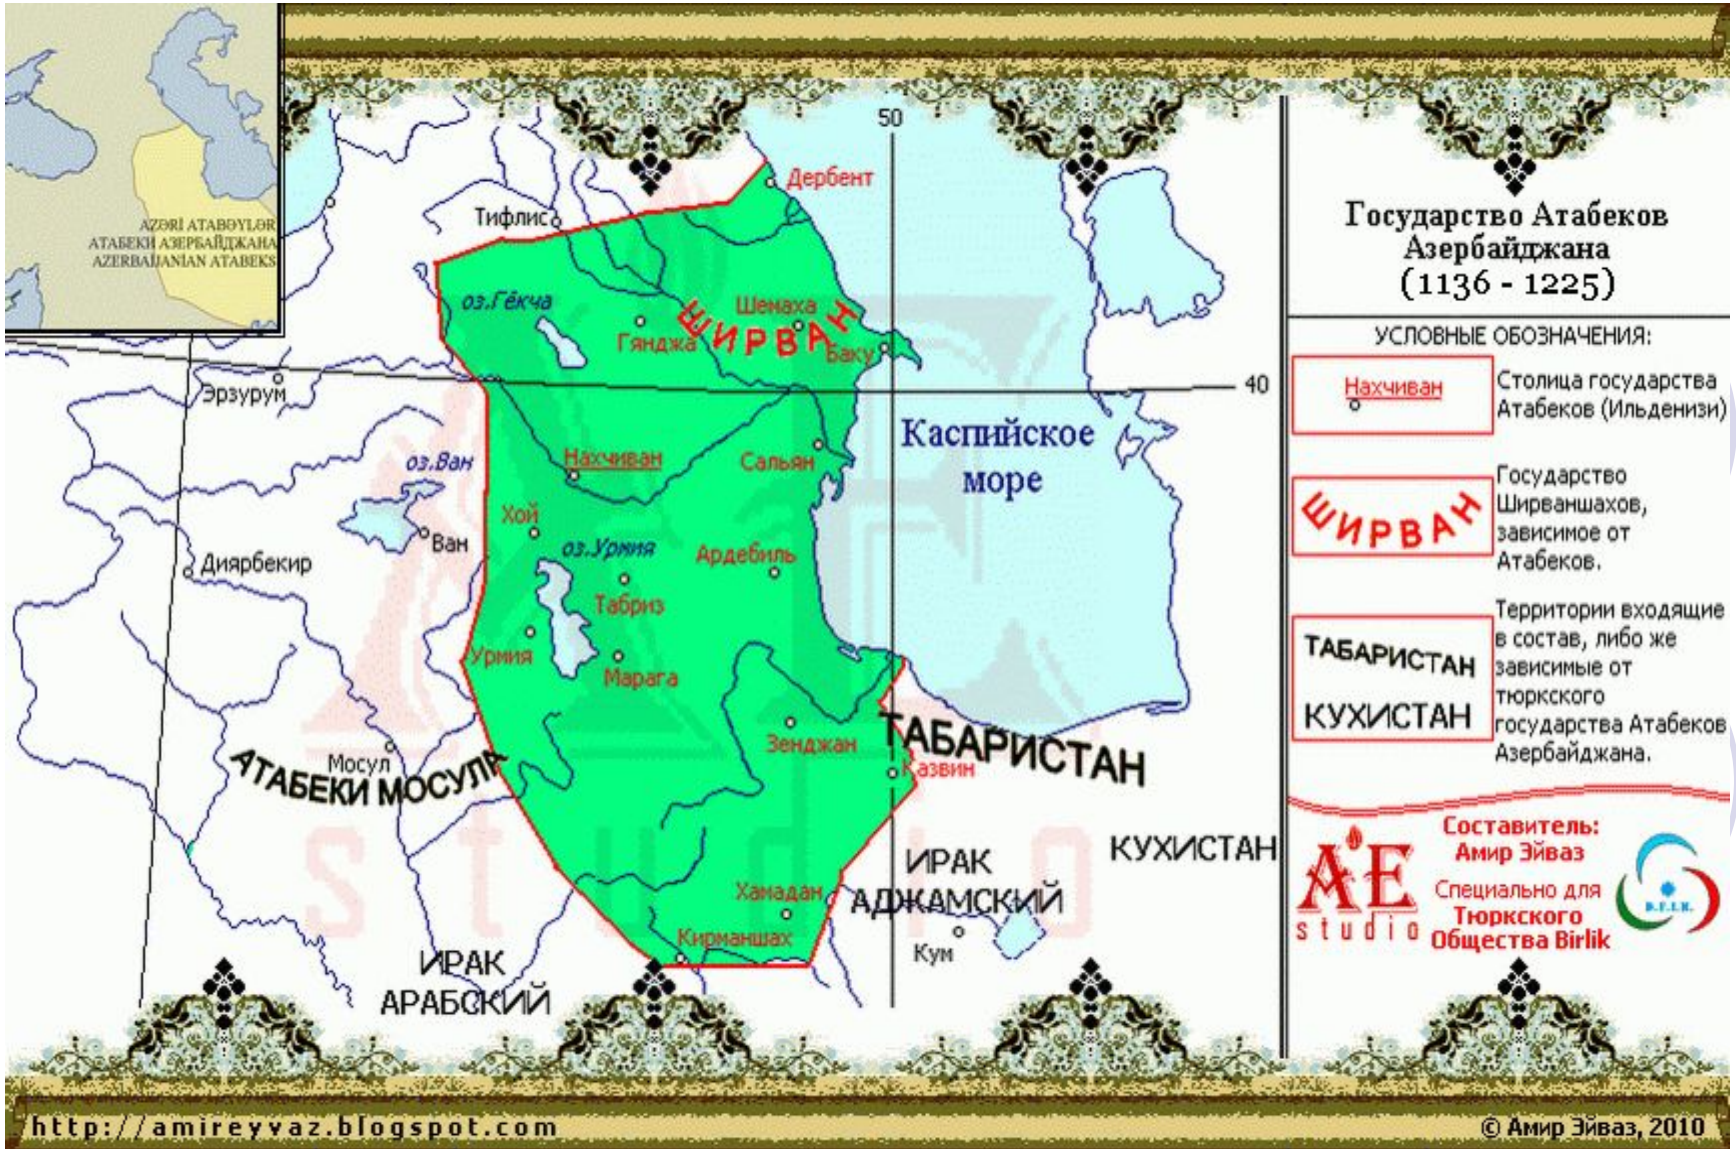 AZƏRİ ATABƏYLƏR
АТАБЕКИ АЗЕРБАЙДЖАНА
AZERBAIJANIAN ATABEKS
50
Дербент
Тифлис
оз.Гёкча
Шемаха
ШИРВАН
Гянджа
Баку
40
Эрзурум
Каспийское
море
оз.Ван
Нахчиван
Сальян
Хой
Ван
оз.Урмия
Ардебиль
Диярбекир
Табриз
Урмия
Марага
Зенджан
ТАБАРИСТАН
Мосул
АТАБЕКИ МОСУЛА
Казвин
studio
КУХИСТАН
ИРАК
АДЖАМСКИЙ
Хамадан
Кирманшах
Кум
ИРАК
АРАБСКИЙ
Государство Атабеков
Азербайджана
(1136 - 1225)
УСЛОВНЫЕ ОБОЗНАЧЕНИЯ:
Нахчиван
Столица государства
Атабеков (Ильденизи)
ШИРВАН
Государство
Ширваншахов,
зависимое от
Атабеков.
ТАБАРИСТАН
КУХИСТАН
Территории входящие
в состав, либо же
зависимые от
тюркского
государства Атабеков
Азербайджана.
AE
studio
Составитель:
Амир Эйваз
Специально для
Тюркского
Общества Birlik
http://amireyvaz.blogspot.com
© Амир Эйваз, 2010